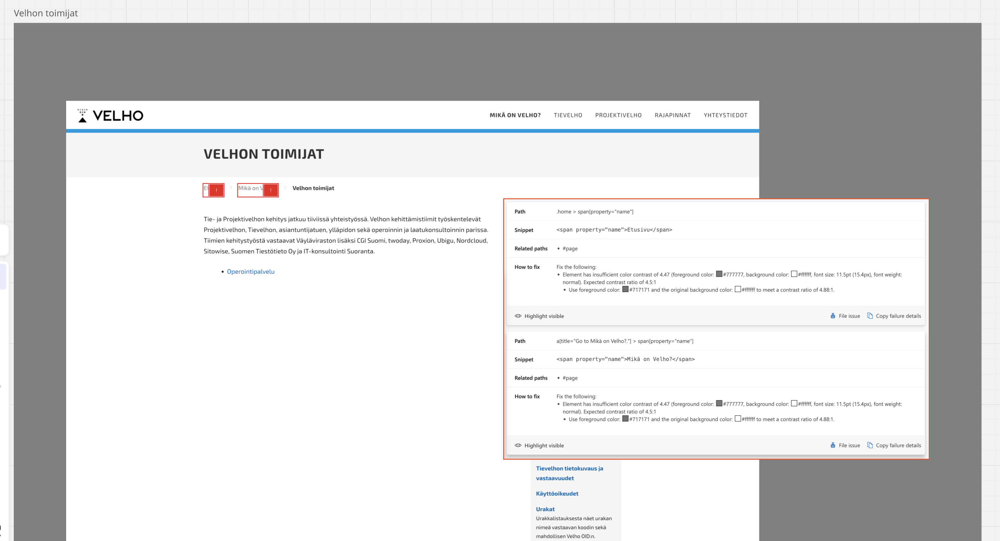 Velhon toimijat
VELHO
MIKÄ ON VELHO? TIEVELHO PROJEKTIVELHO RAJAPINNAT YHTEYSTIEDOT
VELHON TOIMIJAT
! Mikä on ! Velhon toimijat
Tie- ja Projektivelhon kehitys jatkuu tiiviissä yhteistyössä. Velhon kehittämistiimit työskentelevät
Projektivelhon, Tievelhon, asiantuntijatuen, ylläpidon sekä operoinnin ja laatukonsultoinnin parissa.
Tiimien kehitystyöstä vastaavat Väyläviraston lisäksi CGI Suomi, twoday, Proxion, Ubigu, Nordcloud,
Sitowise, Suomen Tiestötieto Oy ja IT-konsultointi Suoranta.
• Operointipalvelu
Path .home > span[property="name"]
Snippet <span property="name">Etusivu</span>
Related paths • #page
How to fix Fix the following:
• Element has insufficient color contrast of 4.47 (foreground color: #777777, background color: #ffffff, font size: 11.5pt (15.4px), font weight:
normal). Expected contrast ratio of 4.5:1
• Use foreground color: #717171 and the original background color: #ffffff to meet a contrast ratio of 4.88:1.
Highlight visible File issue Copy failure details
Path a[title="Go to Mikä on Velho?."] > span[property="name"]
Snippet <span property="name">Mikä on Velho?</span>
Related paths • #page
How to fix Fix the following:
• Element has insufficient color contrast of 4.47 (foreground color: #777777, background color: #ffffff, font size: 11.5pt (15.4px), font weight:
normal). Expected contrast ratio of 4.5:1
• Use foreground color: #717171 and the original background color: #ffffff to meet a contrast ratio of 4.88:1.
Highlight visible File issue Copy failure details
Tievelhon tietokuvaus ja
vastaavuudet
Käyttöoikeudet
Urakat
Urakkalistauksesta näet urakan
nimeä vastaavan koodin sekä
mahdollisen Velho OID:n.